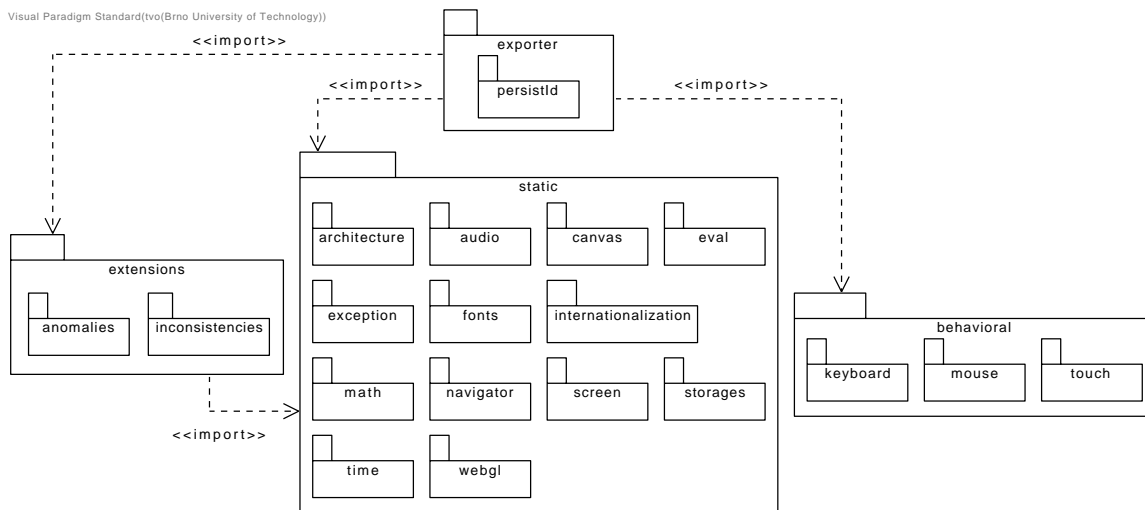 Visual Paradigm Standard(tvo(Brno University of Technology))
<<import>>
exporter
persistId
<<import>>
<<import>>
static
architecture
audio
canvas
eval
extensions
anomalies
inconsistencies
exception
fonts
internationalization
behavioral
keyboard
mouse
touch
math
navigator
screen
storages
<<import>>
time
webgl